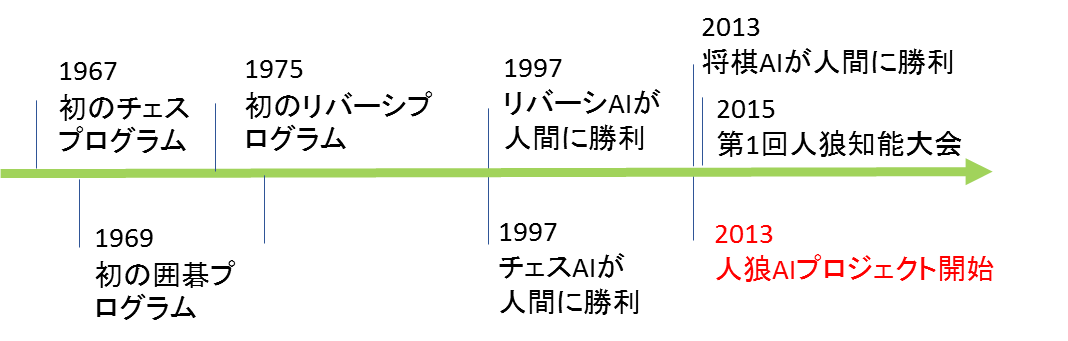 1967
初のチェス
プログラム
1975
初のリバーシプ
ログラム
1997
リバーシAIが
人間に勝利
2013
将棋AIが人間に勝利
2015
第1回人狼知能大会
1969
初の囲碁プ
ログラム
1997
チェスAIが
人間に勝利
2013
人狼AIプロジェクト開始